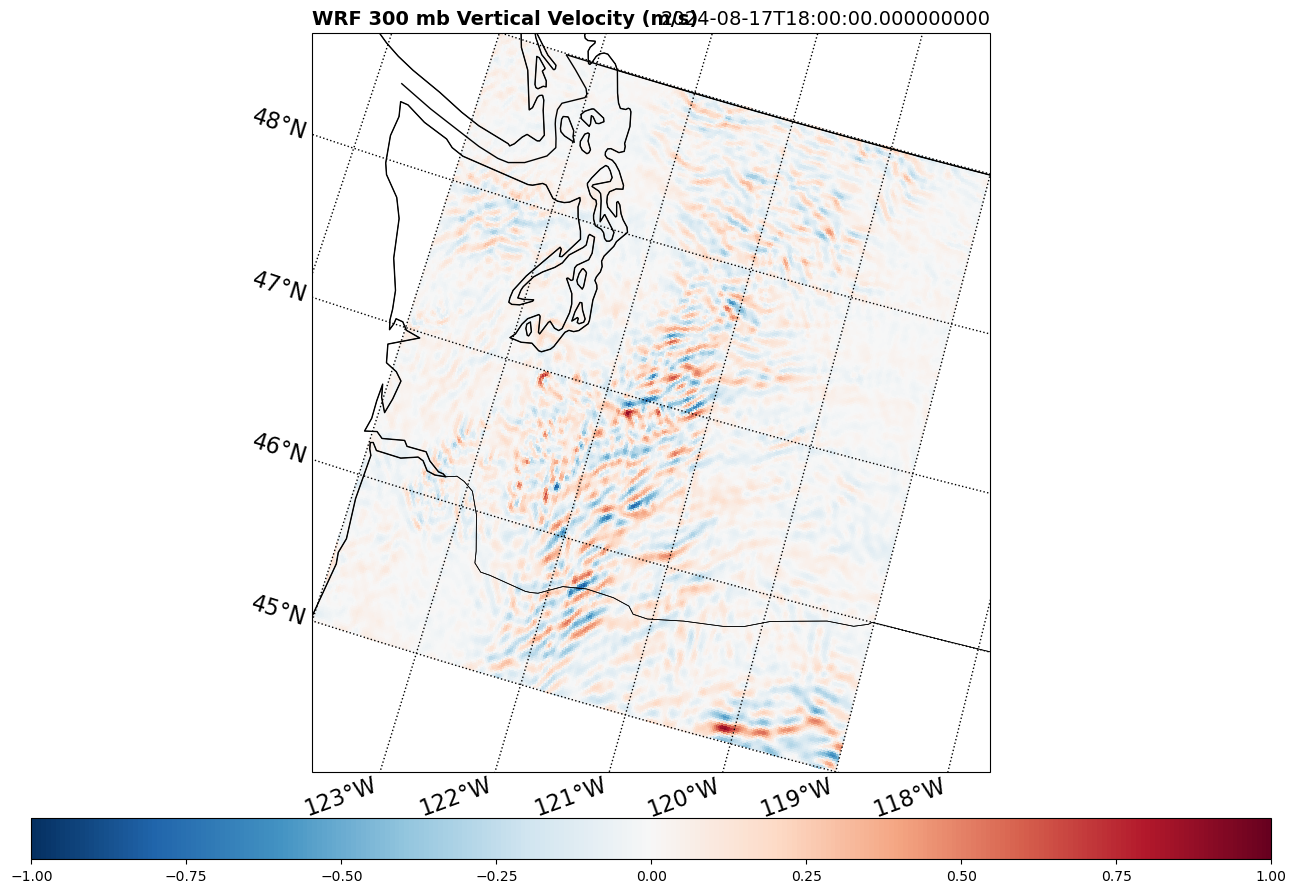 WRF 300 mb Vertical Velocity (m/s)
2024-08-17T18:00:00.000000000
48°N
47°N
46°N
45°N
123°W 122°W 121°W 120°W 119°W 118°W
−1.00 −0.75 −0.50 −0.25 0.00 0.25 0.50 0.75 1.00